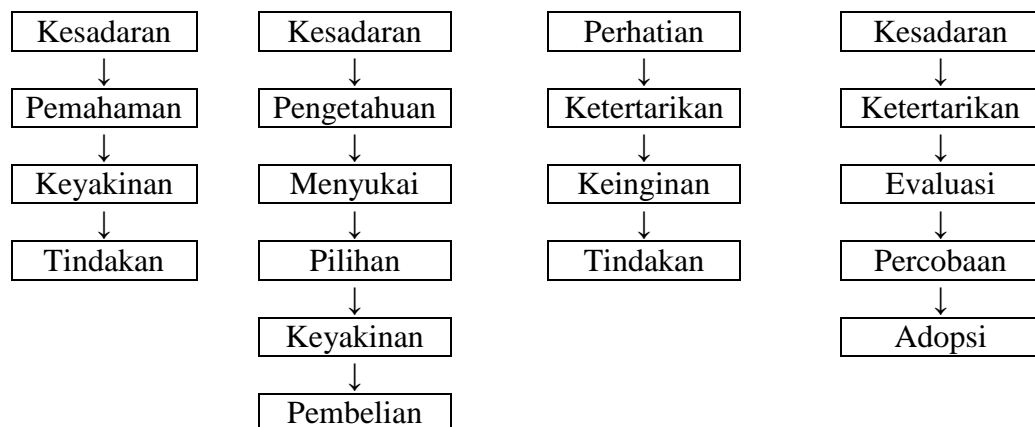 Kesadaran
↓
Pemahaman
↓
Keyakinan
↓
Tindakan
Kesadaran
↓
Pengetahuan
↓
Menyukai
↓
Pilihan
↓
Keyakinan
↓
Pembelian
Perhatian
↓
Ketertarikan
↓
Keinginan
↓
Tindakan
Kesadaran
↓
Ketertarikan
↓
Evaluasi
↓
Percobaan
↓
Adopsi